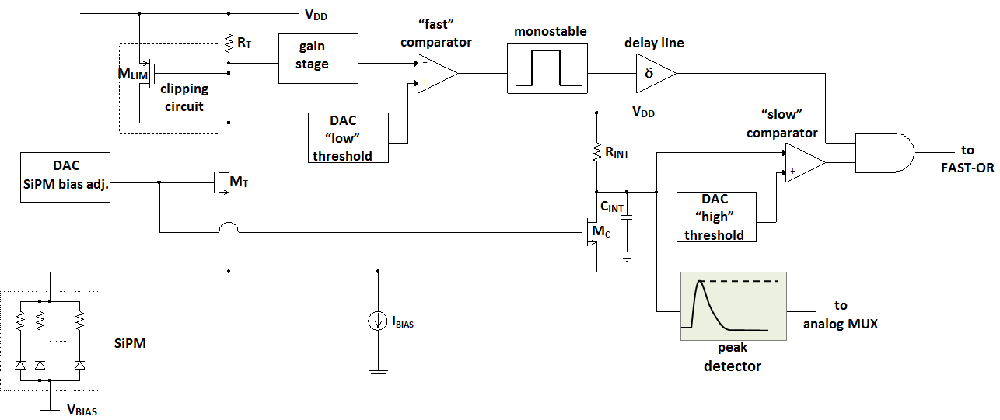 VDD
RT
"fast"
comparator
monostable
delay line
gain
stage
MLIM
clipping
circuit
−
+
δ
DAC
"low"
threshold
VDD
"slow"
comparator
RINT
−
+
to
FAST-OR
DAC
SiPM bias adj.
MT
CINT
MC
DAC
"high"
threshold
IBIAS
SiPM
to
analog MUX
peak
detector
VBIAS